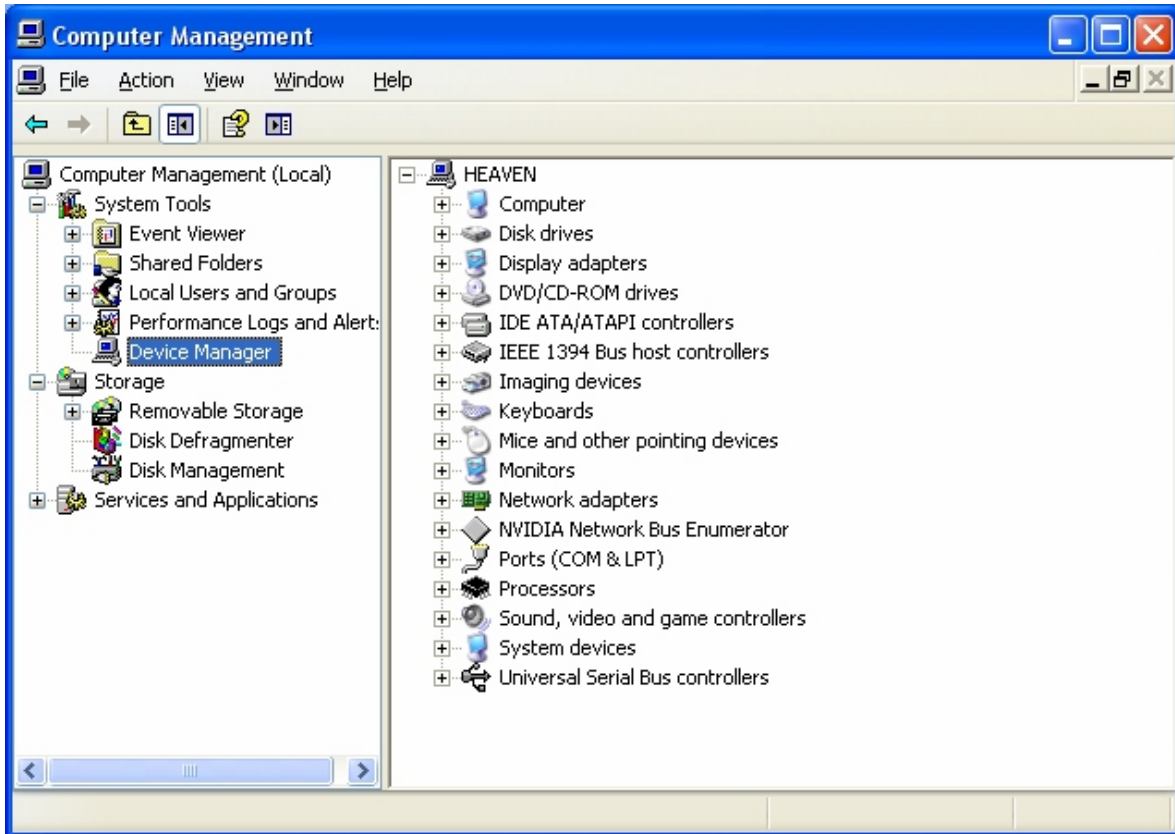 Computer Management
File Action View Window Help
Computer Management (Local)
System Tools
Event Viewer
Shared Folders
Local Users and Groups
Performance Logs and Alert:
Device Manager
Storage
Removable Storage
Disk Defragmenter
Disk Management
Services and Applications
HEAVEN
Computer
Disk drives
Display adapters
DVD/CD-ROM drives
IDE ATA/ATAPI controllers
IEEE 1394 Bus host controllers
Imaging devices
Keyboards
Mice and other pointing devices
Monitors
Network adapters
NVIDIA Network Bus Enumerator
Ports (COM & LPT)
Processors
Sound, video and game controllers
System devices
Universal Serial Bus controllers